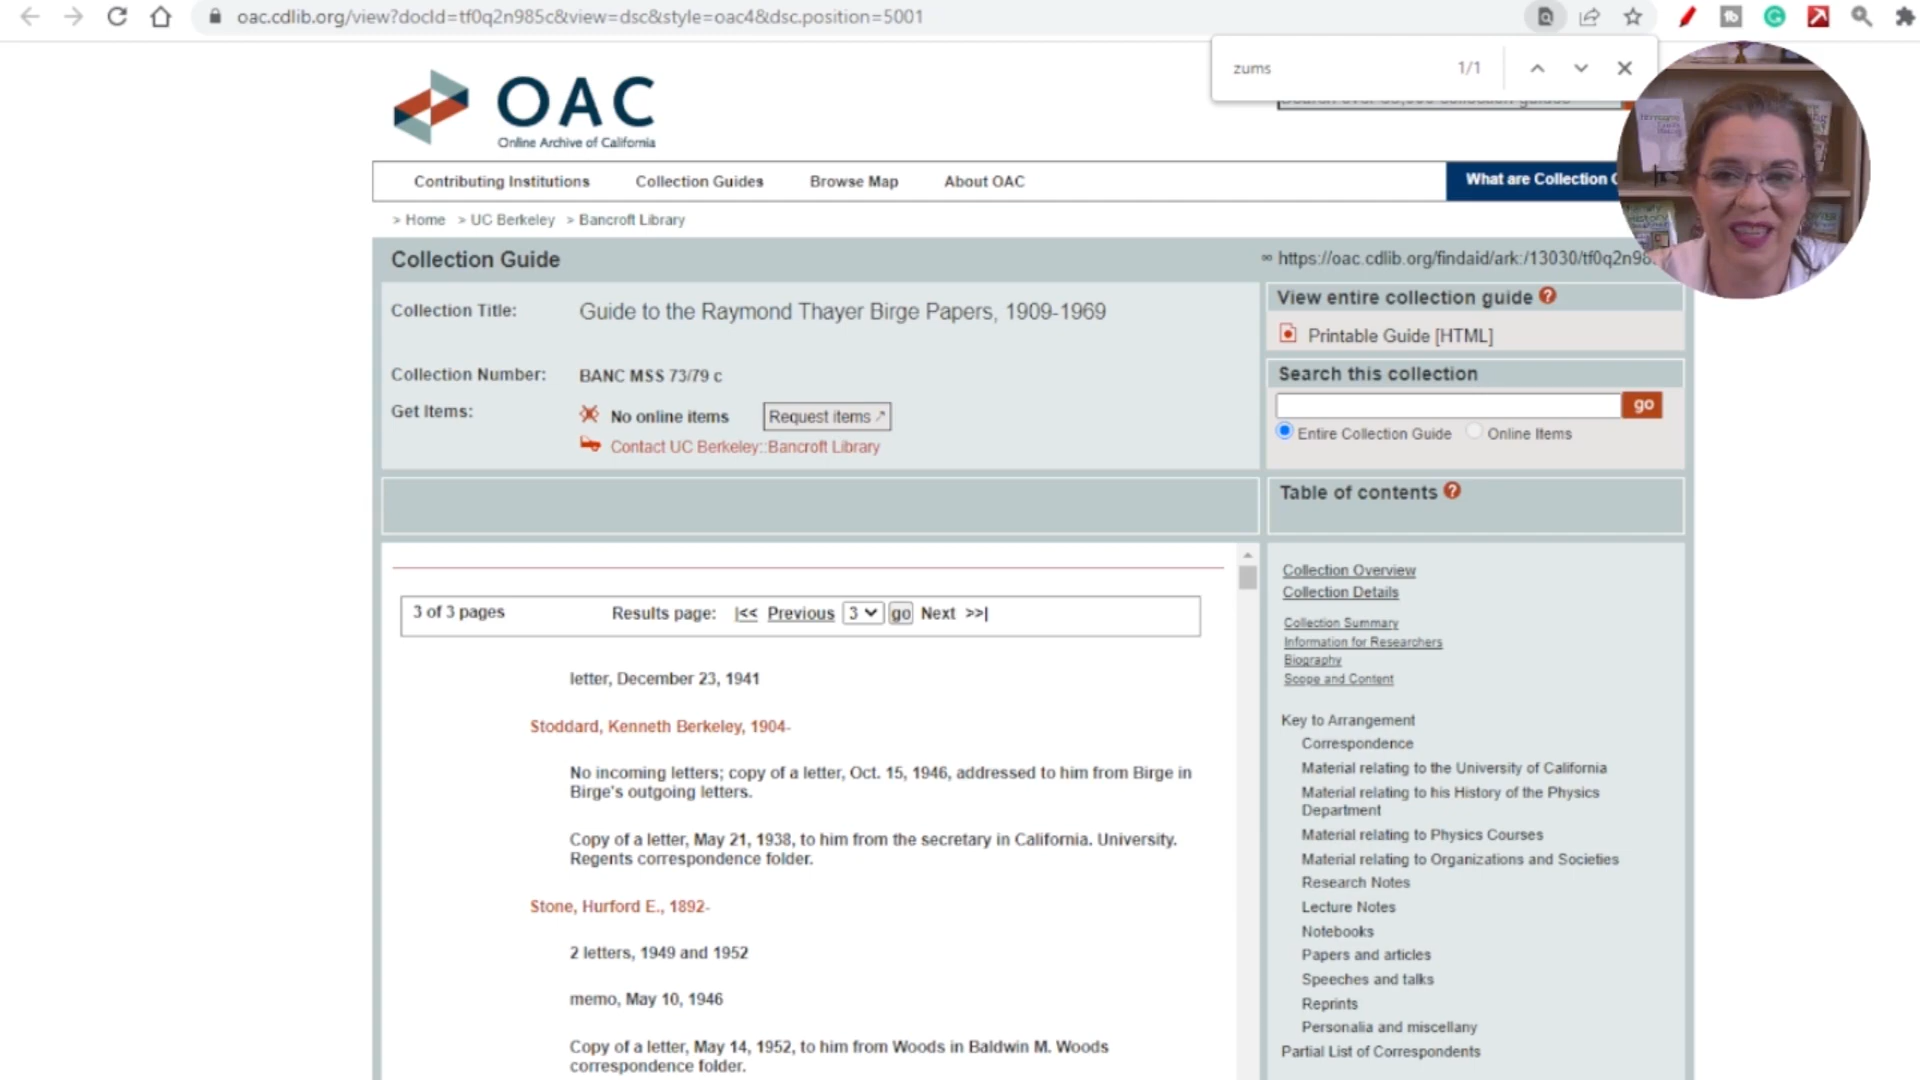 oac.cdlib.org/view?docId=tf0q2n985c&view=dsc&style=oac4&dsc.position=5001
zums 1/1
OAC
Online Archive of California
Contributing Institutions Collection Guides Browse Map About OAC
What are Collection
> Home > UC Berkeley > Bancroft Library
Collection Guide
https://oac.cdlib.org/findaid/ark:/13030/tf0q2n98
Collection Title: Guide to the Raymond Thayer Birge Papers, 1909-1969
Collection Number: BANC MSS 73/79 c
Get Items: No online items Request items
Contact UC Berkeley::Bancroft Library
View entire collection guide ?
Printable Guide [HTML]
Search this collection
go
Entire Collection Guide Online Items
Table of contents ?
3 of 3 pages Results page: |<< Previous 3 go Next >>|
letter, December 23, 1941
Stoddard, Kenneth Berkeley, 1904-
No incoming letters; copy of a letter, Oct. 15, 1946, addressed to him from Birge in
Birge's outgoing letters.
Copy of a letter, May 21, 1938, to him from the secretary in California. University.
Regents correspondence folder.
Stone, Hurford E., 1892-
2 letters, 1949 and 1952
memo, May 10, 1946
Copy of a letter, May 14, 1952, to him from Woods in Baldwin M. Woods
correspondence folder.
Collection Overview
Collection Details
Collection Summary
Information for Researchers
Biography
Scope and Content
Key to Arrangement
Correspondence
Material relating to the University of California
Material relating to his History of the Physics
Department
Material relating to Physics Courses
Material relating to Organizations and Societies
Research Notes
Lecture Notes
Notebooks
Papers and articles
Speeches and talks
Reprints
Personalia and miscellany
Partial List of Correspondents